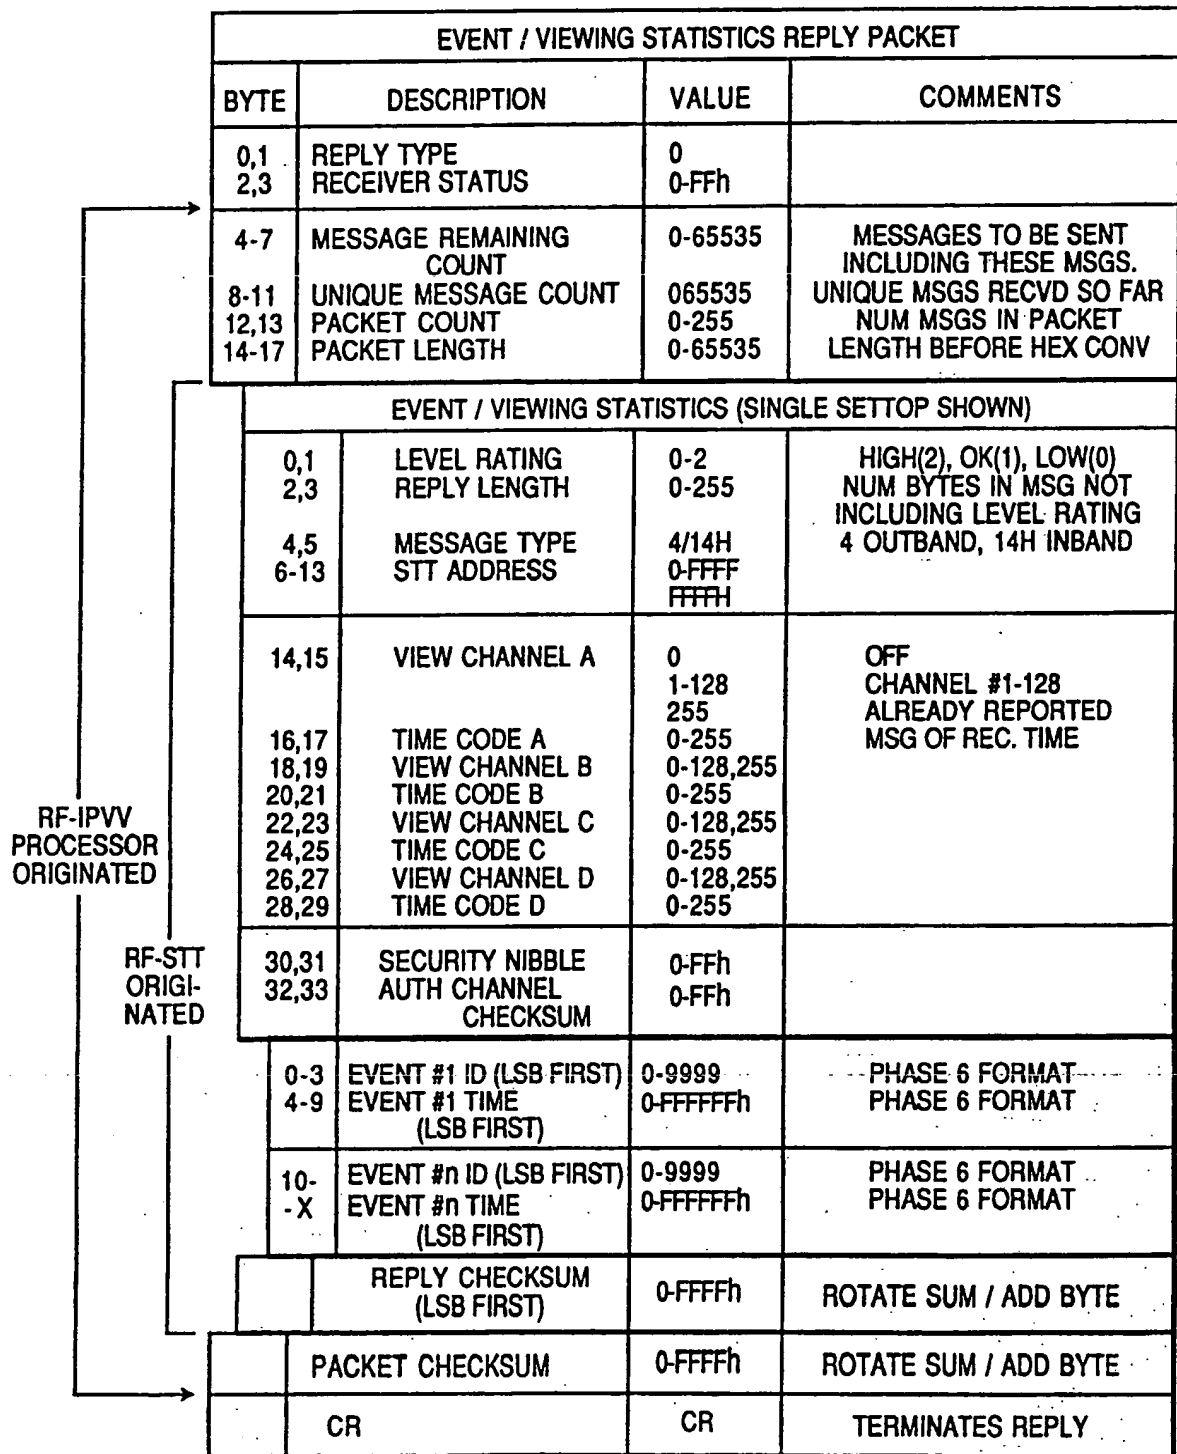 EVENT / VIEWING STATISTICS REPLY PACKET
BYTE DESCRIPTION VALUE COMMENTS
0,1 REPLY TYPE 0
2,3 RECEIVER STATUS 0-FFh
4-7 MESSAGE REMAINING 0-65535 MESSAGES TO BE SENT
COUNT INCLUDING THESE MSGS.
8-11 UNIQUE MESSAGE COUNT 065535 UNIQUE MSGS RECVD SO FAR
12,13 PACKET COUNT 0-255 NUM MSGS IN PACKET
14-17 PACKET LENGTH 0-65535 LENGTH BEFORE HEX CONV
EVENT / VIEWING STATISTICS (SINGLE SETTOP SHOWN)
0,1 LEVEL RATING 0-2 HIGH(2), OK(1), LOW(0)
2,3 REPLY LENGTH 0-255 NUM BYTES IN MSG NOT
INCLUDING LEVEL RATING
4,5 MESSAGE TYPE 4/14H 4 OUTBAND, 14H INBAND
6-13 STT ADDRESS 0-FFFF
FFFFH
14,15 VIEW CHANNEL A 0 OFF
1-128 CHANNEL #1-128
255 ALREADY REPORTED
16,17 TIME CODE A 0-255 MSG OF REC. TIME
18,19 VIEW CHANNEL B 0-128,255
20,21 TIME CODE B 0-255
22,23 VIEW CHANNEL C 0-128,255
24,25 TIME CODE C 0-255
26,27 VIEW CHANNEL D 0-128,255
28,29 TIME CODE D 0-255
30,31 SECURITY NIBBLE 0-FFh
32,33 AUTH CHANNEL 0-FFh
CHECKSUM
0-3 EVENT #1 ID (LSB FIRST) 0-9999 PHASE 6 FORMAT
4-9 EVENT #1 TIME 0-FFFFFFh PHASE 6 FORMAT
(LSB FIRST)
10- EVENT #n ID (LSB FIRST) 0-9999 PHASE 6 FORMAT
-X EVENT #n TIME 0-FFFFFFh PHASE 6 FORMAT
(LSB FIRST)
REPLY CHECKSUM 0-FFFFh ROTATE SUM / ADD BYTE
(LSB FIRST)
PACKET CHECKSUM 0-FFFFh ROTATE SUM / ADD BYTE
CR CR TERMINATES REPLY
RF-IPVV
PROCESSOR
ORIGINATED
RF-STT
ORIGI-
NATED